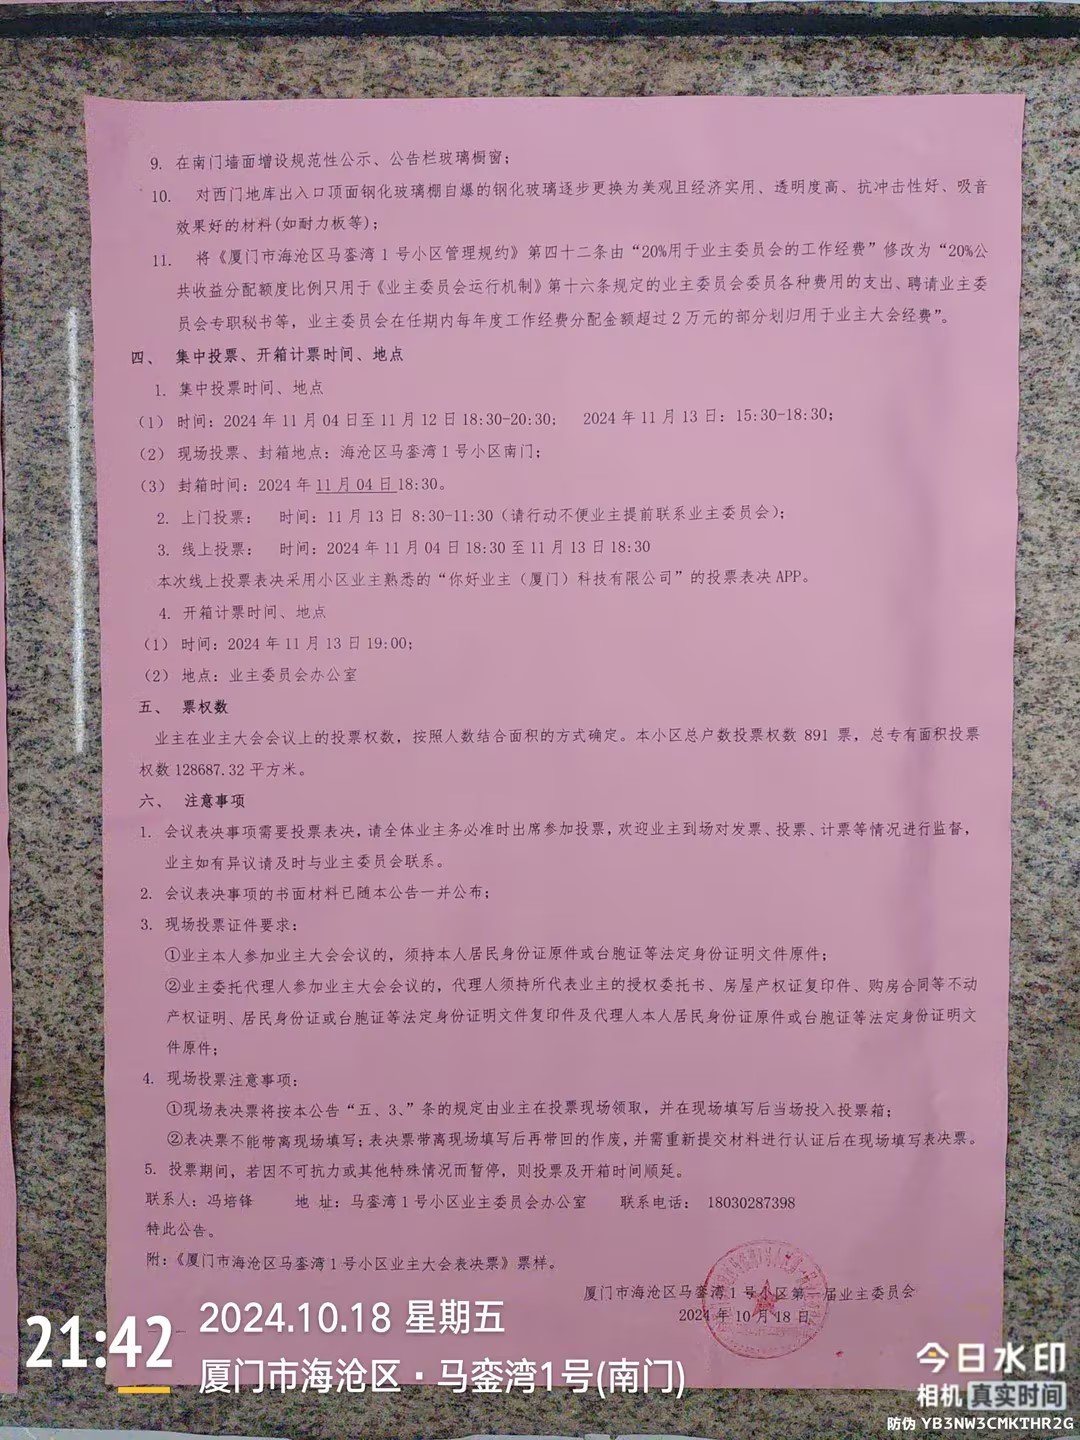 9. 在南门墙面增设规范性公示、公告栏玻璃橱窗；
10. 对西门地库出入口顶面钢化玻璃棚自爆的钢化玻璃逐步更换为美观且经济实用、透明度高、抗冲击性好、吸音
效果好的材料(如耐力板等)；
11. 将《厦门市海沧区马銮湾1号小区管理规约》第四十二条由“20%用于业主委员会的工作经费”修改为“20%公
共收益分配额度比例只用于《业主委员会运行机制》第十六条规定的业主委员会委员各种费用的支出、聘请业主委
员会专职秘书等，业主委员会在任期内每年度工作经费分配金额超过2万元的部分划归用于业主大会经费”。
四、 集中投票、开箱计票时间、地点
1. 集中投票时间、地点
（1） 时间：2024年11月04日至11月12日18:30-20:30； 2024年11月13日：15:30-18:30；
（2） 现场投票、封箱地点：海沧区马銮湾1号小区南门；
（3） 封箱时间：2024年11月04日18:30。
2. 上门投票： 时间：11月13日 8:30-11:30（请行动不便业主提前联系业主委员会）；
3. 线上投票： 时间：2024年11月04日18:30至11月13日18:30
本次线上投票表决采用小区业主熟悉的“你好业主（厦门）科技有限公司”的投票表决APP。
4. 开箱计票时间、地点
（1） 时间：2024年11月13日19:00；
（2） 地点：业主委员会办公室
五、 票权数
业主在业主大会会议上的投票权数，按照人数结合面积的方式确定。本小区总户数投票权数 891 票，总专有面积投票
权数128687.32平方米。
六、 注意事项
1. 会议表决事项需要投票表决，请全体业主务必准时出席参加投票，欢迎业主到场对发票、投票、计票等情况进行监督，
业主如有异议请及时与业主委员会联系。
2. 会议表决事项的书面材料已随本公告一并公布；
3. 现场投票证件要求：
①业主本人参加业主大会会议的，须持本人居民身份证原件或台胞证等法定身份证明文件原件；
②业主委托代理人参加业主大会会议的，代理人须持所代表业主的授权委托书、房屋产权证复印件、购房合同等不动
产权证明、居民身份证或台胞证等法定身份证明文件复印件及代理人本人居民身份证原件或台胞证等法定身份证明文
件原件；
4. 现场投票注意事项：
①现场表决票将按本公告“五、3、”条的规定由业主在投票现场领取，并在现场填写后当场投入投票箱；
②表决票不能带离现场填写；表决票带离现场填写后再带回的作废，并需重新提交材料进行认证后在现场填写表决票。
5. 投票期间，若因不可抗力或其他特殊情况而暂停，则投票及开箱时间顺延。
联系人：冯培锋 地 址：马銮湾1号小区业主委员会办公室 联系电话： 18030287398
特此公告。
附：《厦门市海沧区马銮湾1号小区业主大会表决票》票样。
厦门市海沧区马銮湾1号小区第一届业主委员会
2024年10月18日
21:42
2024.10.18 星期五
厦门市海沧区·马銮湾1号(南门)
今日水印
相机 真实时间
防伪 YB3NW3CMKTHR2G